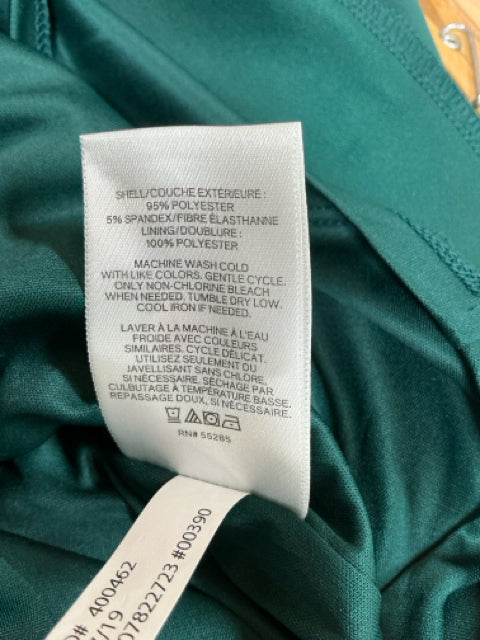 SHELL/COUCHE EXTÉRIEURE :
95% POLYESTER
5% SPANDEX/FIBRE ÉLASTHANNE
LINING/DOUBLURE :
100% POLYESTER
MACHINE WASH COLD
WITH LIKE COLORS. GENTLE CYCLE.
ONLY NON-CHLORINE BLEACH
WHEN NEEDED. TUMBLE DRY LOW.
COOL IRON IF NEEDED.
LAVER À LA MACHINE À L'EAU
FROIDE AVEC COULEURS
SIMILAIRES. CYCLE DÉLICAT.
UTILISEZ SEULEMENT DU
JAVELLISANT SANS CHLORE,
SI NÉCESSAIRE. SÉCHAGE PAR
CULBUTAGE À TEMPÉRATURE BASSE.
REPASSAGE DOUX, SI NÉCESSAIRE.
RN# 55285
# 400462
/19
07822723 #00390